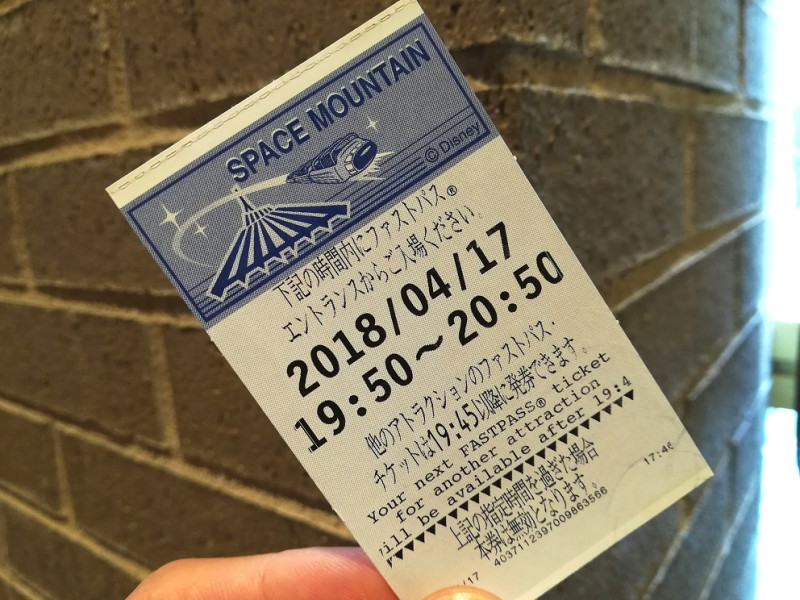 SPACE MOUNTAIN
© Disney
下記の時間内にファストパス®
エントランスからご入場ください。
2018/04/17
19:50～20:50
他のアトラクションのファストパス・
チケットは19:45以降に発券できます。
Your next FASTPASS® ticket
for another attraction
ill be available after 19:4
上記の指定時間を過ぎた場合
本券は無効となります。
17:46
4037112397009863566
/17